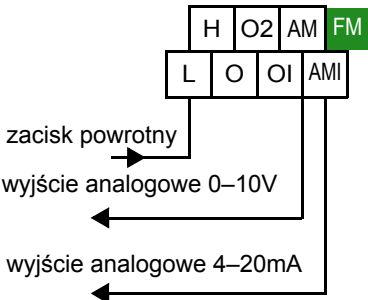 H O2 AM FM
L O OI AMI
zacisk powrotny
wyjście analogowe 0–10V
wyjście analogowe 4–20mA